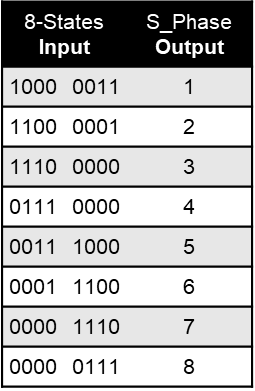 8-States S_Phase
Input Output
1000 0011 1
1100 0001 2
1110 0000 3
0111 0000 4
0011 1000 5
0001 1100 6
0000 1110 7
0000 0111 8